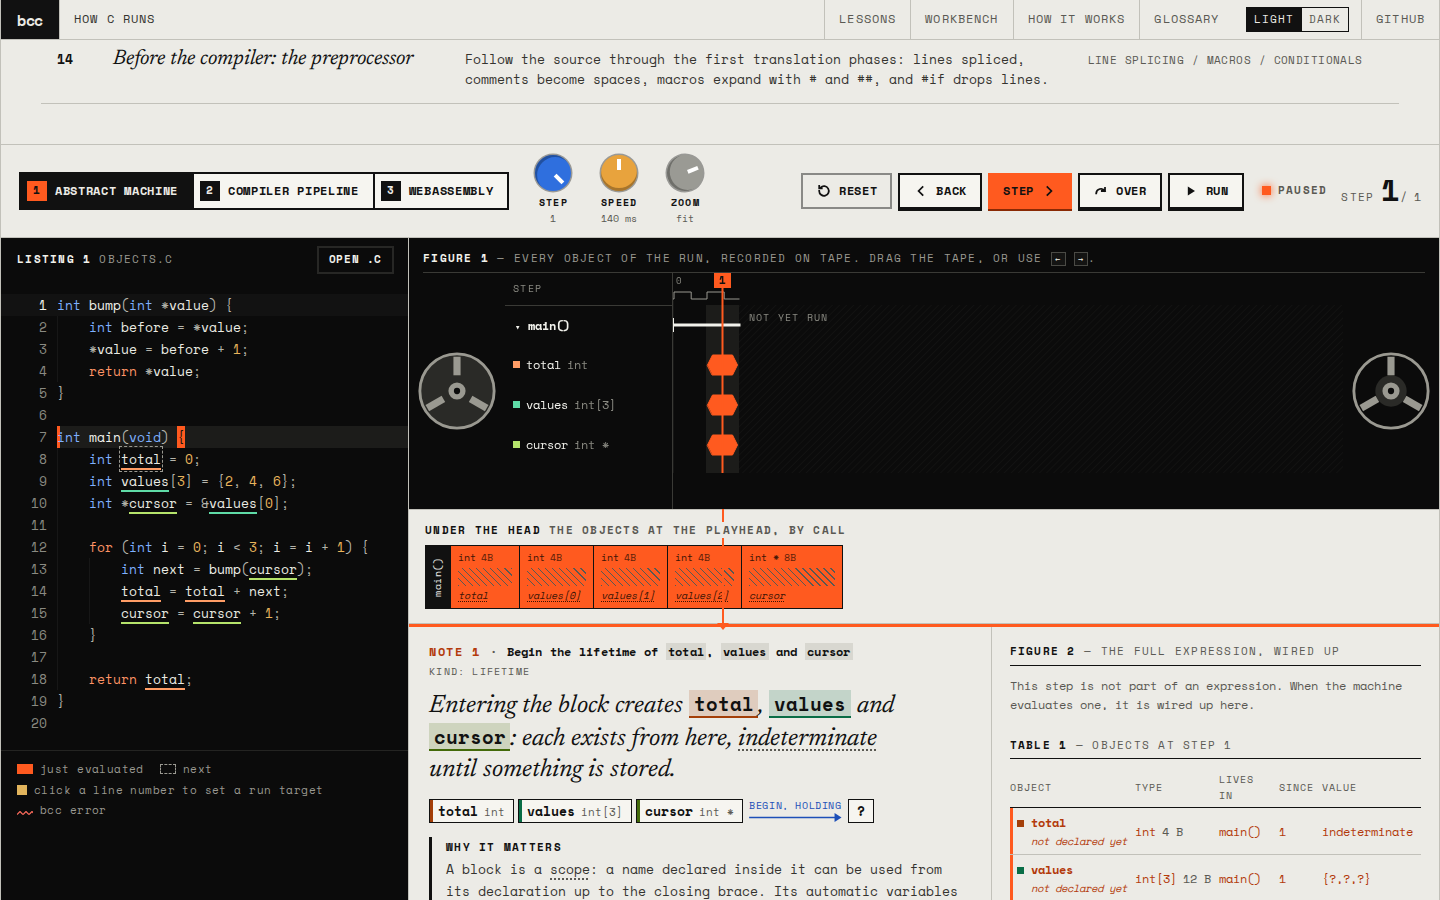 bcc HOW C RUNS LESSONS WORKBENCH HOW IT WORKS GLOSSARY LIGHT DARK GITHUB
14 Before the compiler: the preprocessor Follow the source through the first translation phases: lines spliced, LINE SPLICING / MACROS / CONDITIONALS
comments become spaces, macros expand with # and ##, and #if drops lines.
1 ABSTRACT MACHINE 2 COMPILER PIPELINE 3 WEBASSEMBLY
STEP SPEED ZOOM
1 140 ms fit
RESET BACK STEP OVER RUN PAUSED STEP 1 / 1
LISTING 1 OBJECTS.C OPEN .C
1 int bump(int *value) {
2 int before = *value;
3 *value = before + 1;
4 return *value;
5 }
6
7 int main(void) {
8 int total = 0;
9 int values[3] = {2, 4, 6};
10 int *cursor = &values[0];
11
12 for (int i = 0; i < 3; i = i + 1) {
13 int next = bump(cursor);
14 total = total + next;
15 cursor = cursor + 1;
16 }
17
18 return total;
19 }
20
just evaluated next
click a line number to set a run target
bcc error
FIGURE 1 — EVERY OBJECT OF THE RUN, RECORDED ON TAPE. DRAG THE TAPE, OR USE ← →.
STEP 0 1
▾ main() NOT YET RUN
total int
values int[3]
cursor int *
UNDER THE HEAD THE OBJECTS AT THE PLAYHEAD, BY CALL
main()
int 4B int 4B int 4B int 4B int * 8B
total values[0] values[1] values[2] cursor
NOTE 1 · Begin the lifetime of total, values and cursor
KIND: LIFETIME
Entering the block creates total, values and
cursor: each exists from here, indeterminate
until something is stored.
total int values int[3] cursor int * BEGIN, HOLDING ?
WHY IT MATTERS
A block is a scope: a name declared inside it can be used from
its declaration up to the closing brace. Its automatic variables
FIGURE 2 — THE FULL EXPRESSION, WIRED UP
This step is not part of an expression. When the machine
evaluates one, it is wired up here.
TABLE 1 — OBJECTS AT STEP 1
OBJECT TYPE LIVES IN SINCE VALUE
total int 4 B main() 1 indeterminate
not declared yet
values int[3] 12 B main() 1 {?,?,?}
not declared yet